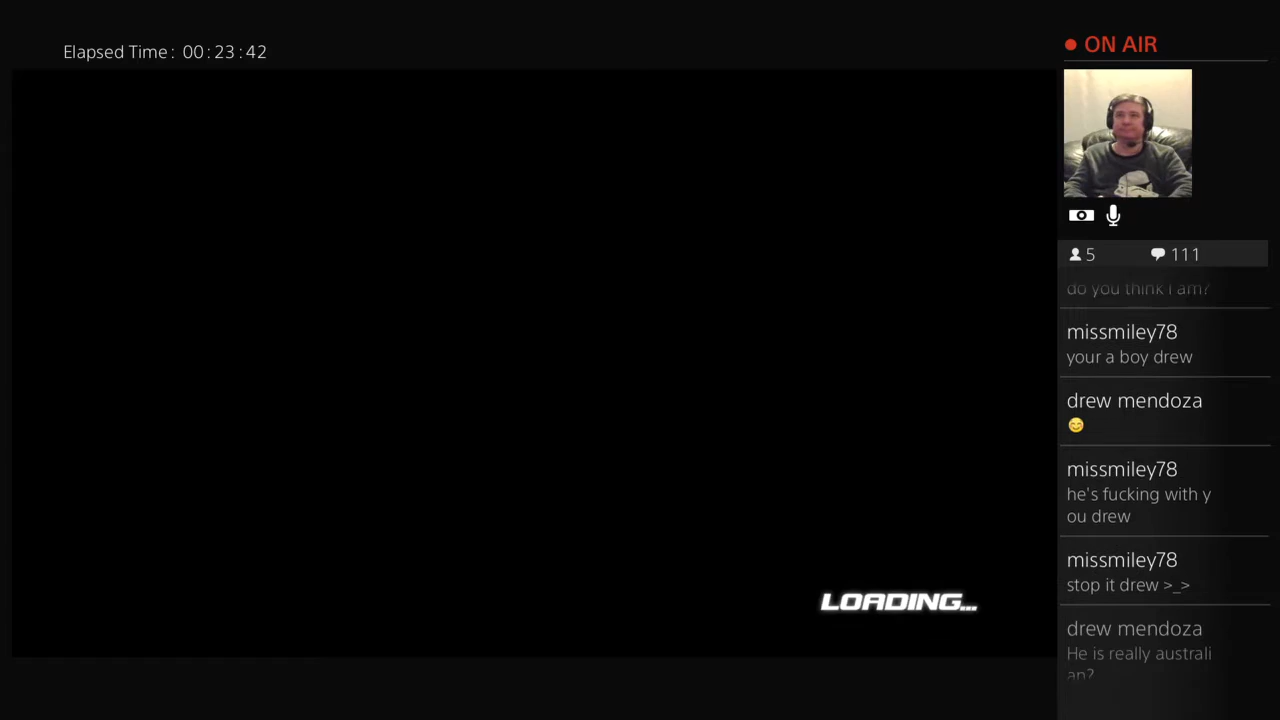 Elapsed Time: 00:23:42
ON AIR
5 111
do you think i am?
missmiley78
your a boy drew
drew mendoza
missmiley78
he's fucking with y
ou drew
missmiley78
stop it drew >_>
drew mendoza
He is really australi
an?
LOADING...